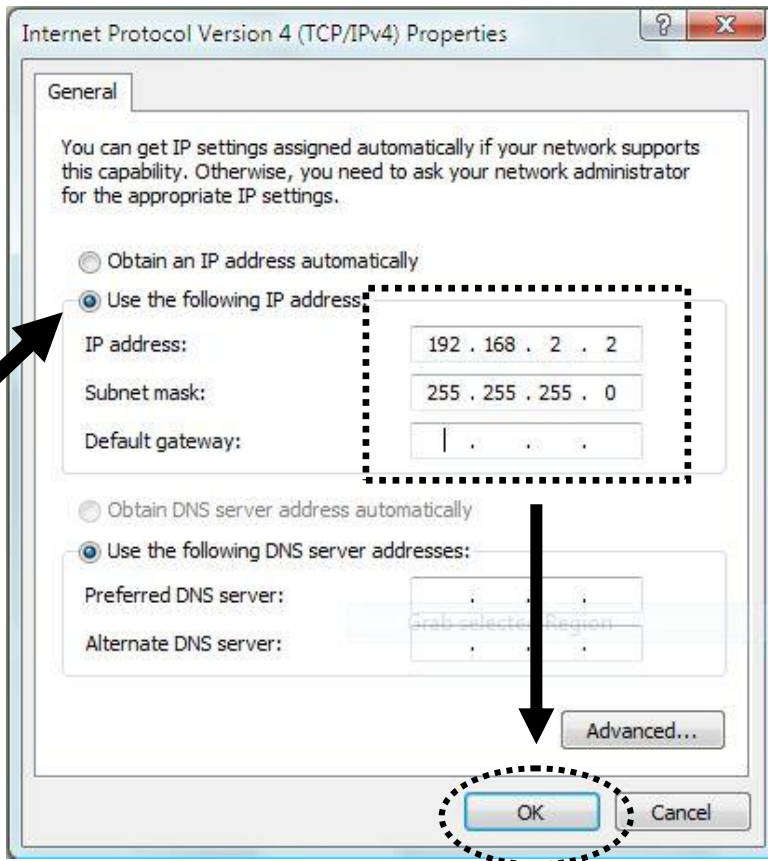 Internet Protocol Version 4 (TCP/IPv4) Properties
General
You can get IP settings assigned automatically if your network supports
this capability. Otherwise, you need to ask your network administrator
for the appropriate IP settings.
Obtain an IP address automatically
Use the following IP address:
IP address: 192 . 168 . 2 . 2
Subnet mask: 255 . 255 . 255 . 0
Default gateway: . . .
Obtain DNS server address automatically
Use the following DNS server addresses:
Preferred DNS server: . . .
Grab selected Region
Alternate DNS server: . . .
Advanced...
OK Cancel